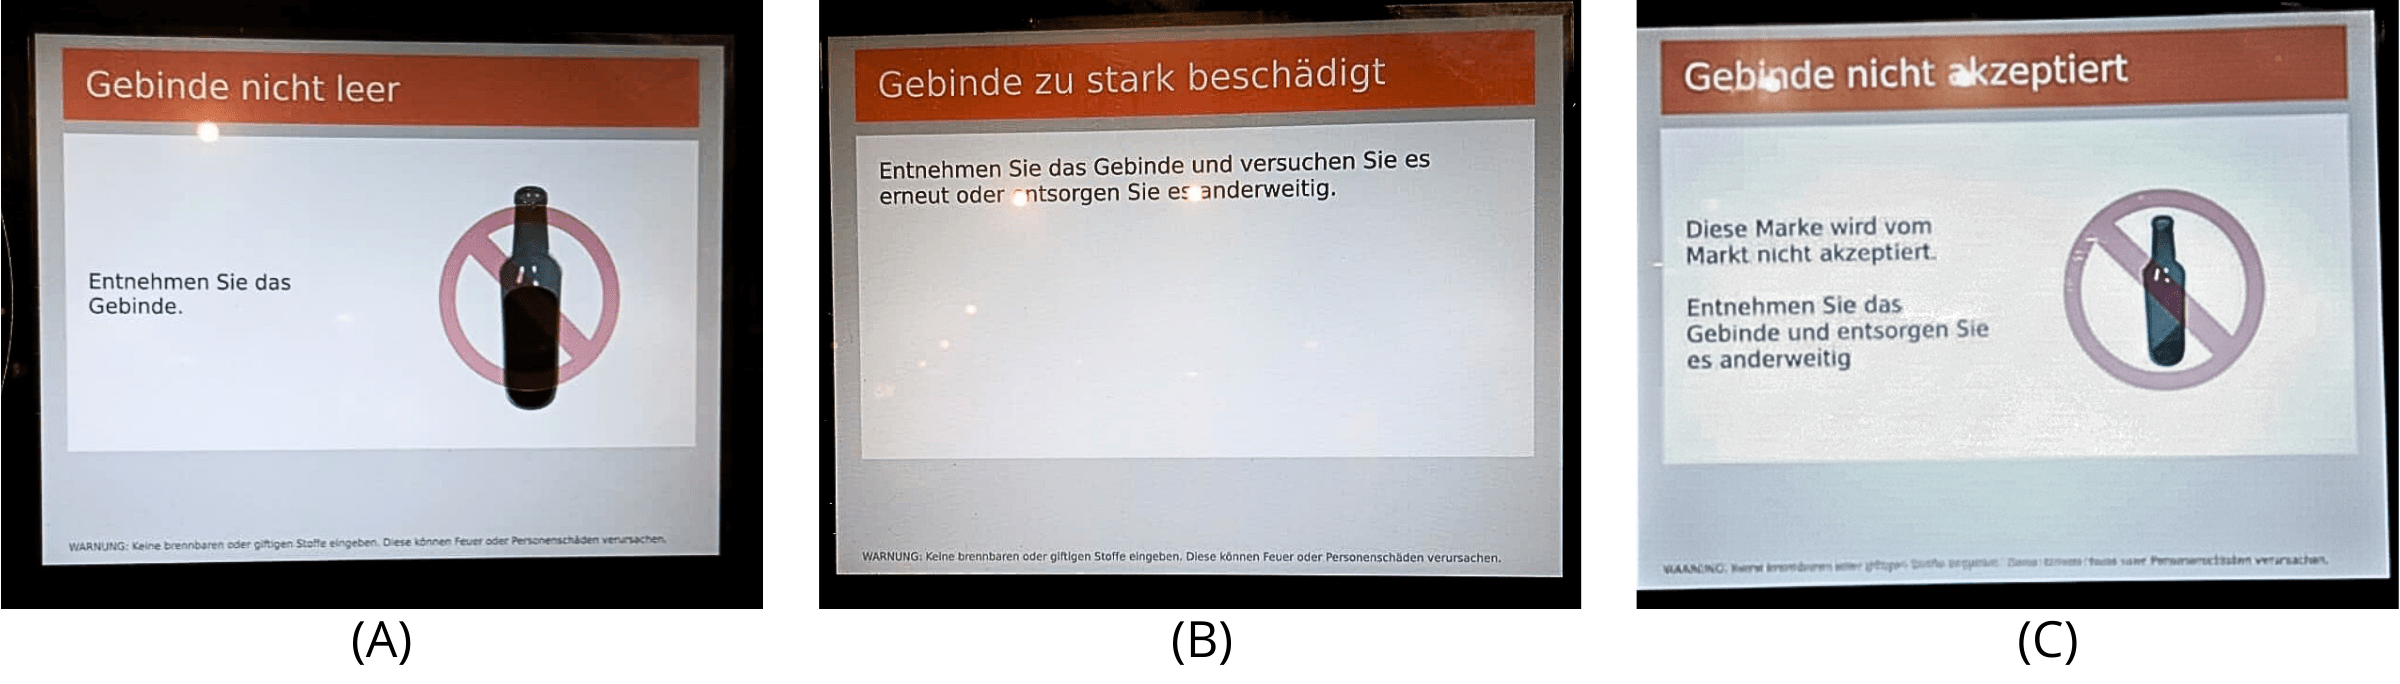 Gebinde nicht leer
Entnehmen Sie das
Gebinde.
WARNUNG: Keine brennbaren oder giftigen Stoffe eingeben. Diese können Feuer oder Personenschäden verursachen.
(A)
Gebinde zu stark beschädigt
Entnehmen Sie das Gebinde und versuchen Sie es
erneut oder entsorgen Sie es anderweitig.
WARNUNG: Keine brennbaren oder giftigen Stoffe eingeben. Diese können Feuer oder Personenschäden verursachen.
(B)
Gebinde nicht akzeptiert
Diese Marke wird vom
Markt nicht akzeptiert.
Entnehmen Sie das
Gebinde und entsorgen Sie
es anderweitig
WARNUNG: Personenschäden verursachen.
(C)